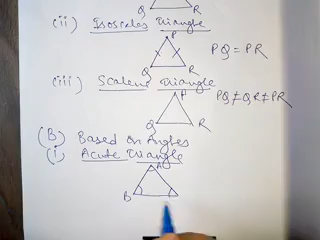 Q R
(ii) Isosceles Triangle
P
PQ = PR
Q R
(iii) Scalene Triangle
P
PQ ≠ QR ≠ PR
Q R
(B) Based on Angles
(i) Acute Triangle
A
B